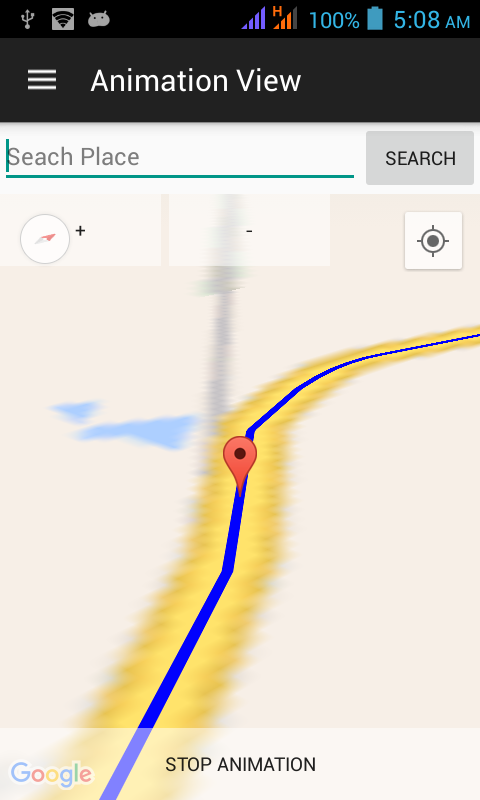 H
100% 5:08 AM
Animation View
Seach Place
SEARCH
+ -
STOP ANIMATION
Google